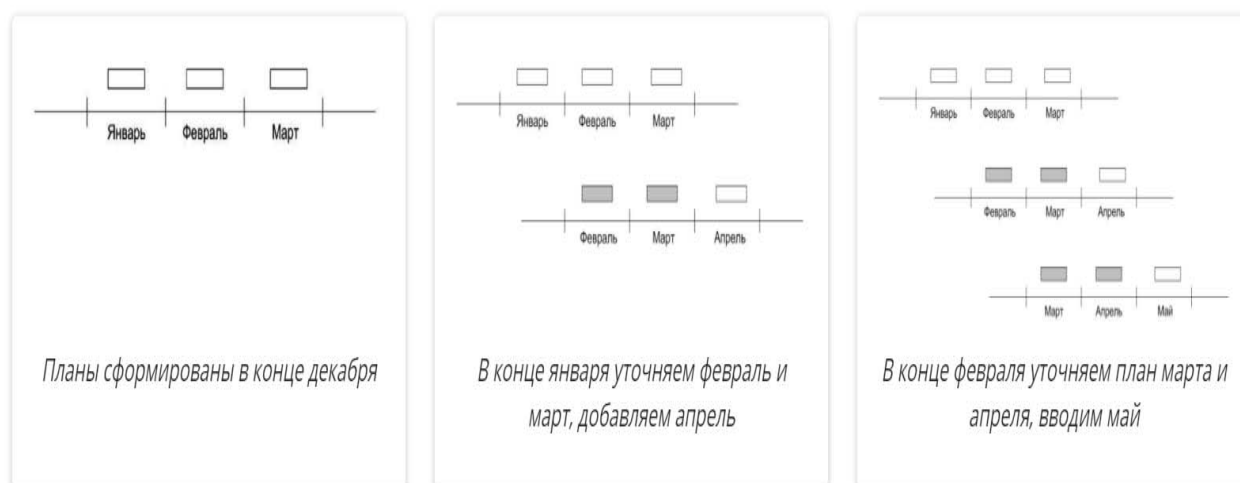 Январь Февраль Март
Планы сформированы в конце декабря
Январь Февраль Март
Февраль Март Апрель
В конце января уточняем февраль и
март, добавляем апрель
Январь Февраль Март
Февраль Март Апрель
Март Апрель Май
В конце февраля уточняем план марта и
апреля, вводим май